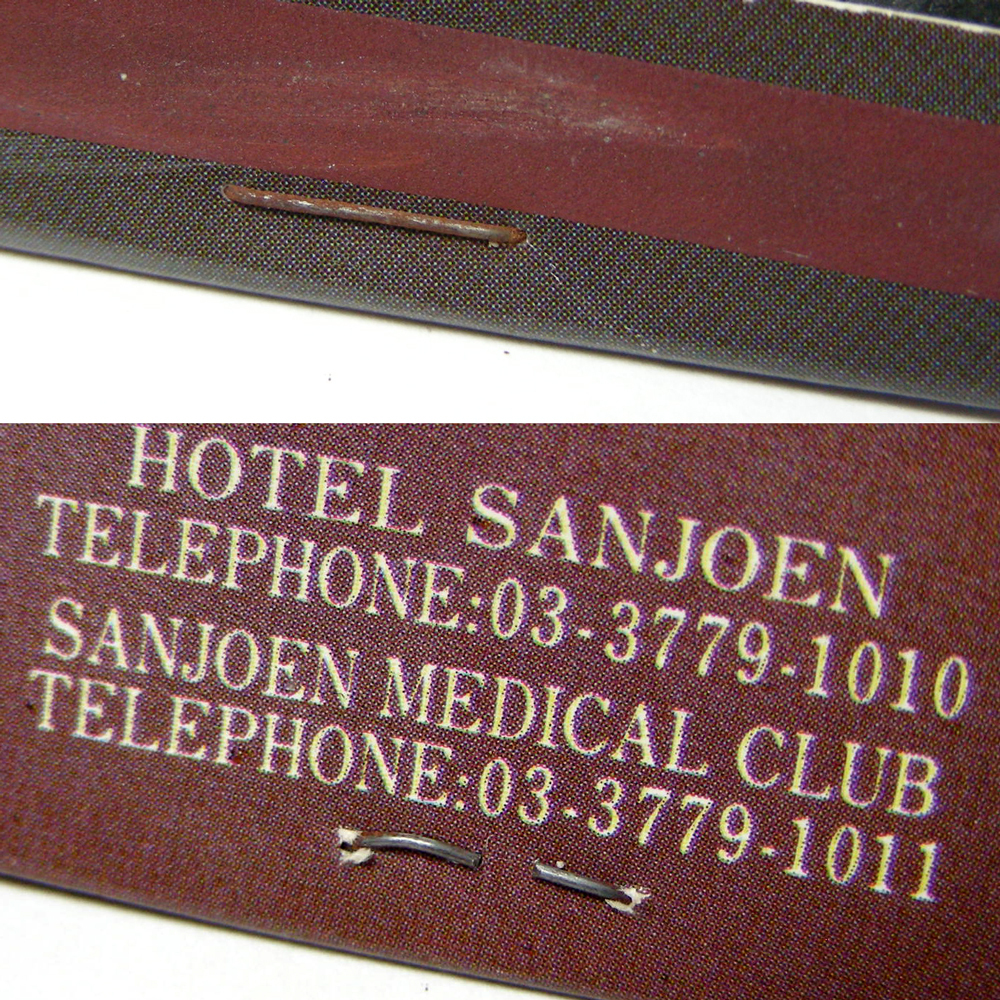 HOTEL SANJOEN
TELEPHONE:03-3779-1010
SANJOEN MEDICAL CLUB
TELEPHONE:03-3779-1011